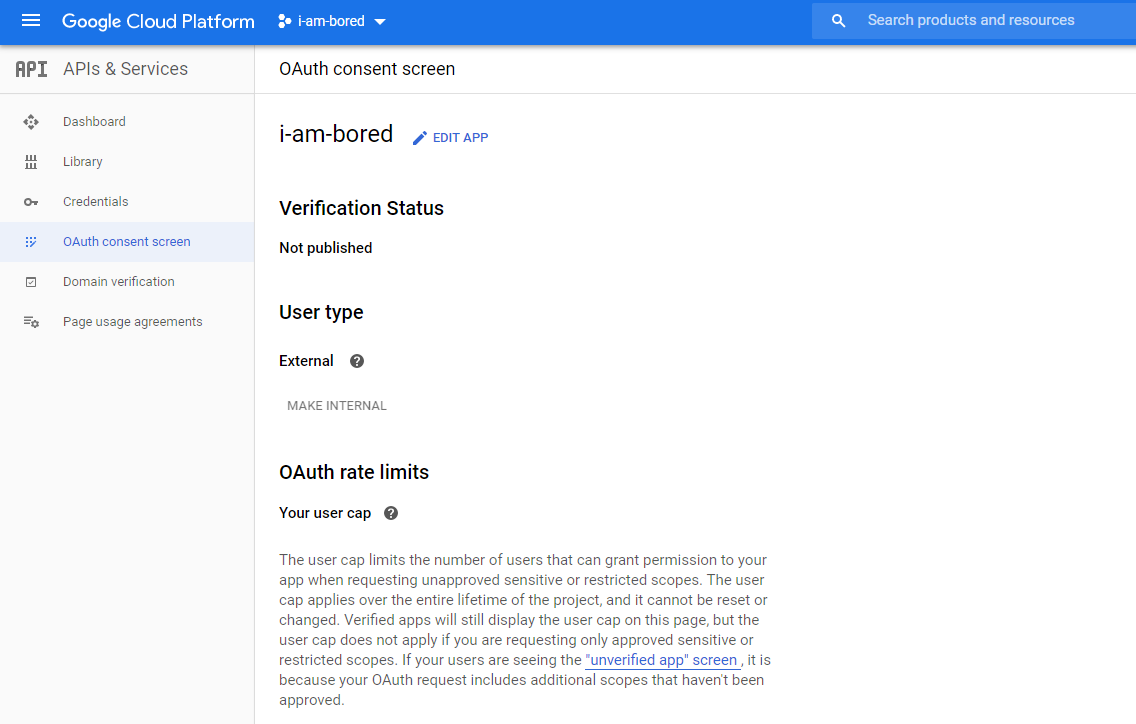 Google Cloud Platform i-am-bored Search products and resources
API APIs & Services
OAuth consent screen
Dashboard
Library
Credentials
OAuth consent screen
Domain verification
Page usage agreements
i-am-bored EDIT APP
Verification Status
Not published
User type
External
MAKE INTERNAL
OAuth rate limits
Your user cap
The user cap limits the number of users that can grant permission to your
app when requesting unapproved sensitive or restricted scopes. The user
cap applies over the entire lifetime of the project, and it cannot be reset or
changed. Verified apps will still display the user cap on this page, but the
user cap does not apply if you are requesting only approved sensitive or
restricted scopes. If your users are seeing the "unverified app" screen , it is
because your OAuth request includes additional scopes that haven't been
approved.